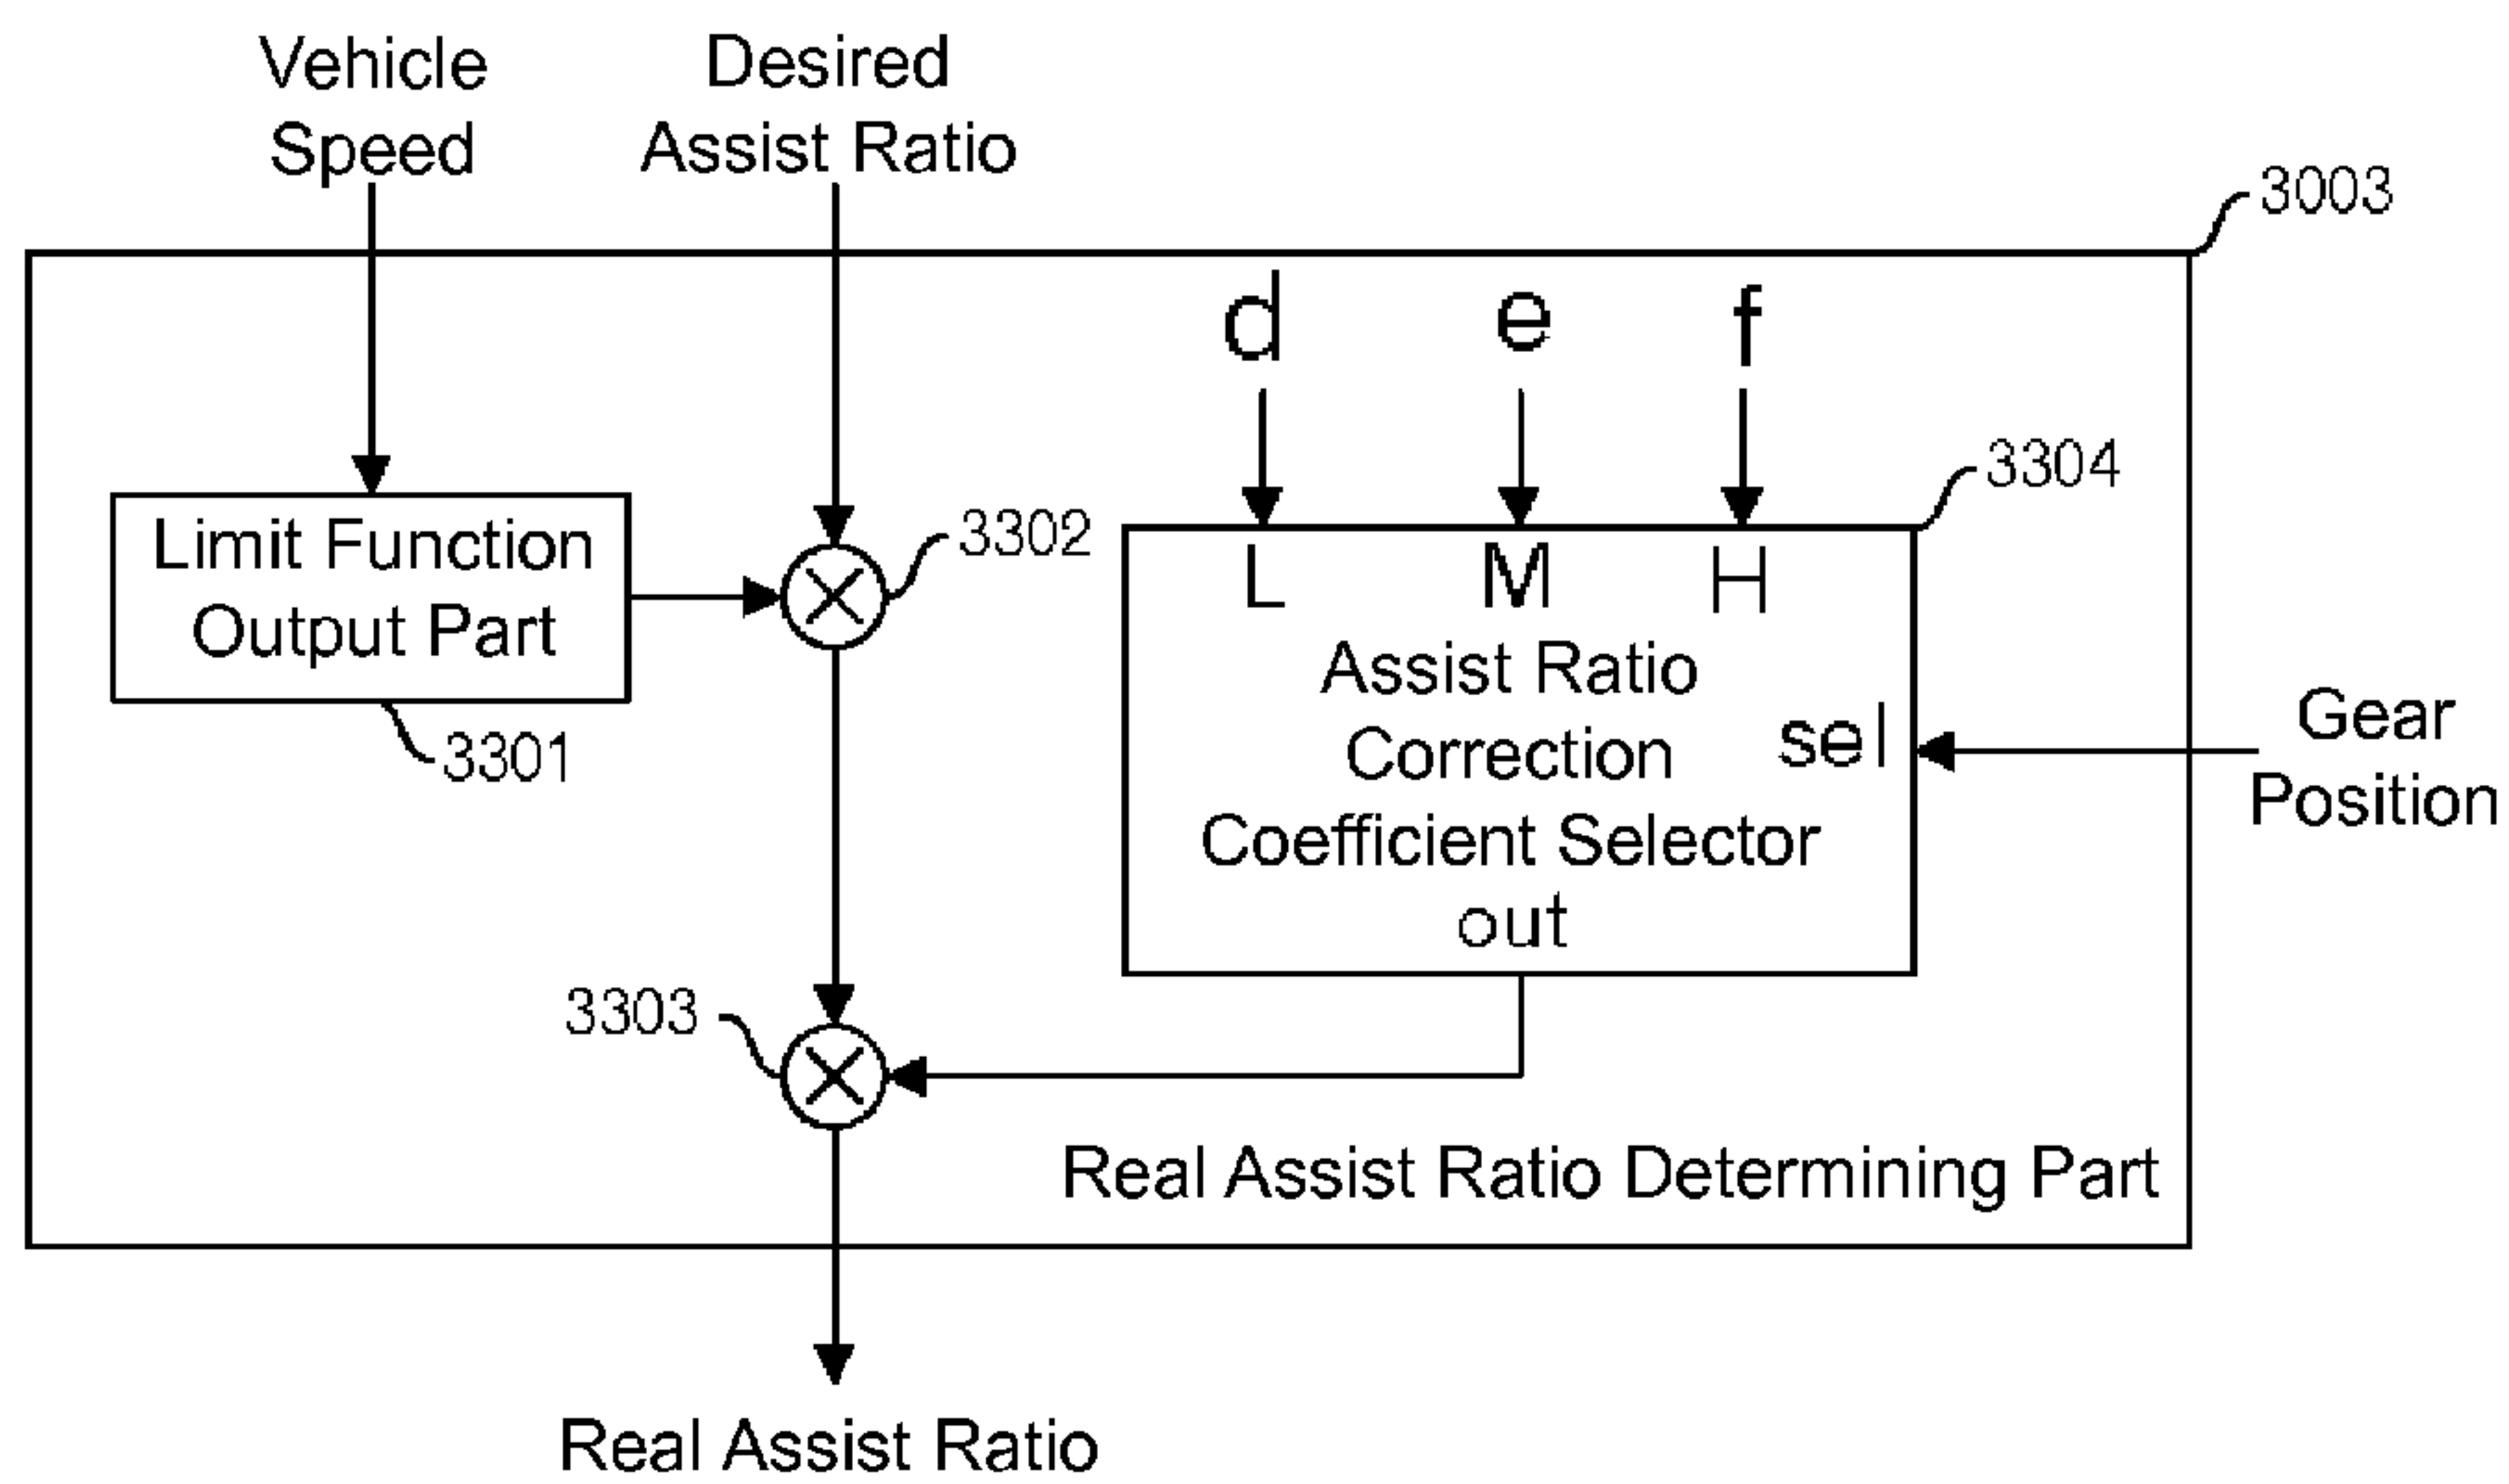 Vehicle
Speed
Desired
Assist Ratio
3003
d
e
f
3304
Limit Function
Output Part
3302
L
M
H
Assist Ratio
Correction
Coefficient Selector
sel
out
Gear
Position
3301
3303
Real Assist Ratio Determining Part
Real Assist Ratio